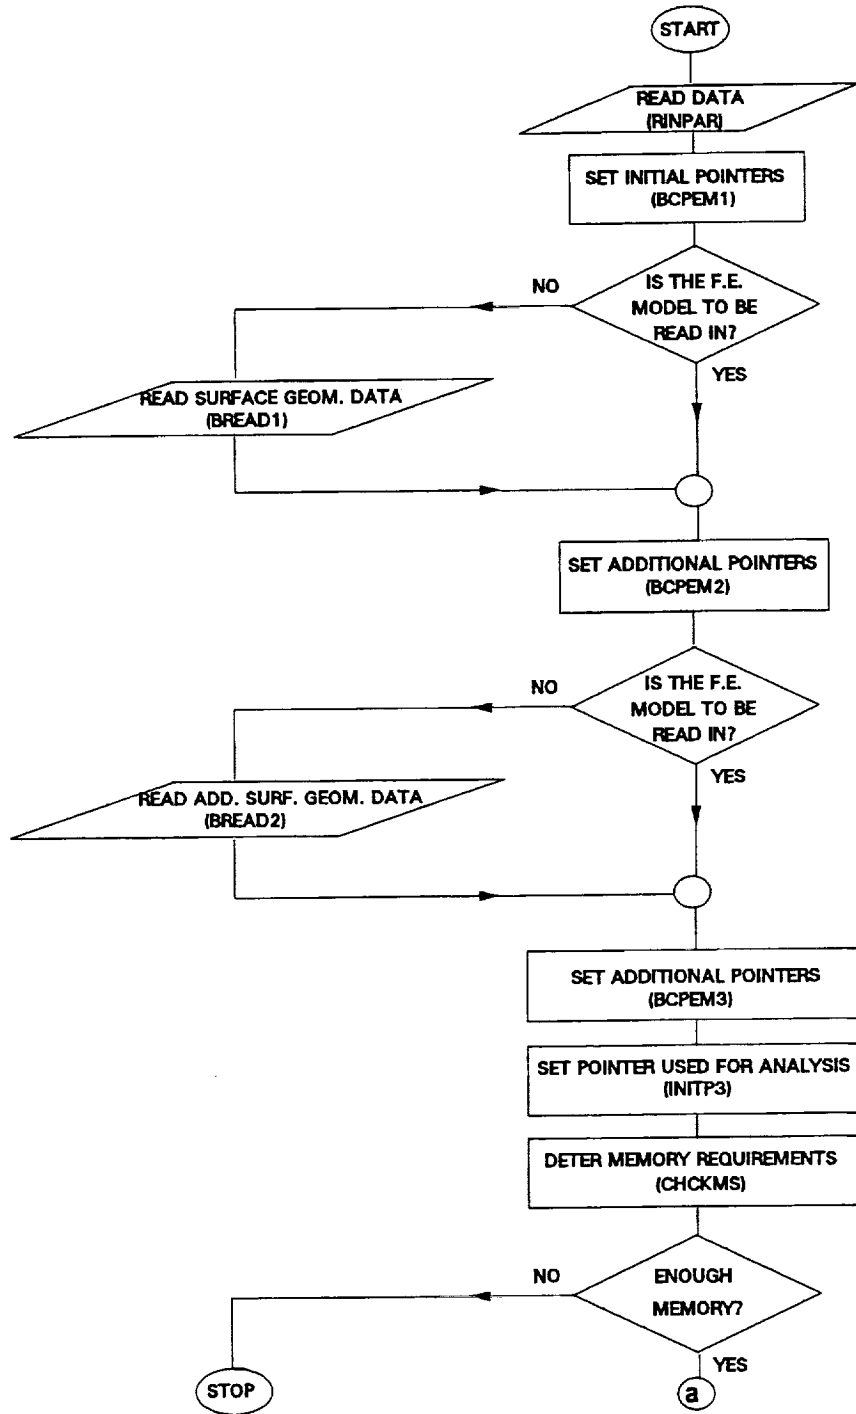 START
READ DATA
(RINPAR)
SET INITIAL POINTERS
(BCPEM1)
NO
IS THE F.E.
MODEL TO BE
READ IN?
YES
READ SURFACE GEOM. DATA
(BREAD1)
SET ADDITIONAL POINTERS
(BCPEM2)
NO
IS THE F.E.
MODEL TO BE
READ IN?
YES
READ ADD. SURF. GEOM. DATA
(BREAD2)
SET ADDITIONAL POINTERS
(BCPEM3)
SET POINTER USED FOR ANALYSIS
(INITP3)
DETER MEMORY REQUIREMENTS
(CHCKMS)
NO
ENOUGH
MEMORY?
YES
STOP
a